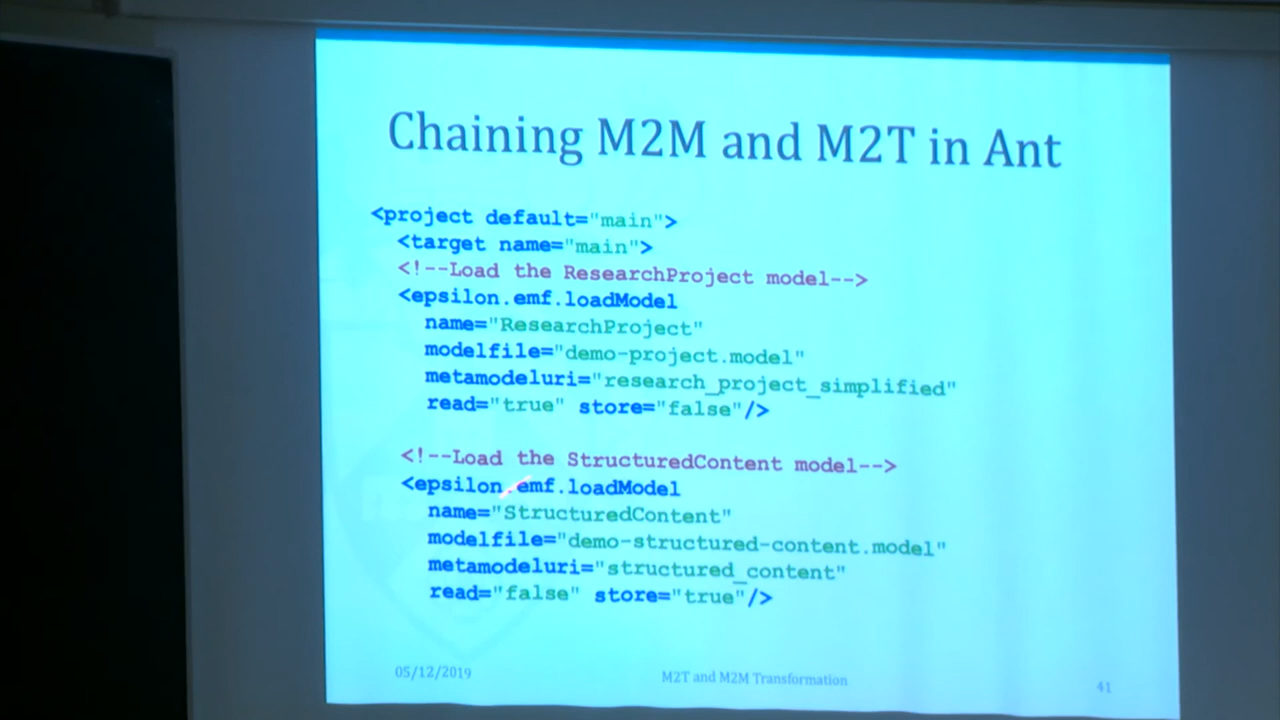 Chaining M2M and M2T in Ant
<project default="main">
<target name="main">
<!--Load the ResearchProject model-->
<epsilon.emf.loadModel
name="ResearchProject"
modelfile="demo-project.model"
metamodeluri="research_project_simplified"
read="true" store="false"/>
<!--Load the StructuredContent model-->
<epsilon.emf.loadModel
name="StructuredContent"
modelfile="demo-structured-content.model"
metamodeluri="structured_content"
read="false" store="true"/>
05/12/2019
M2T and M2M Transformation
41